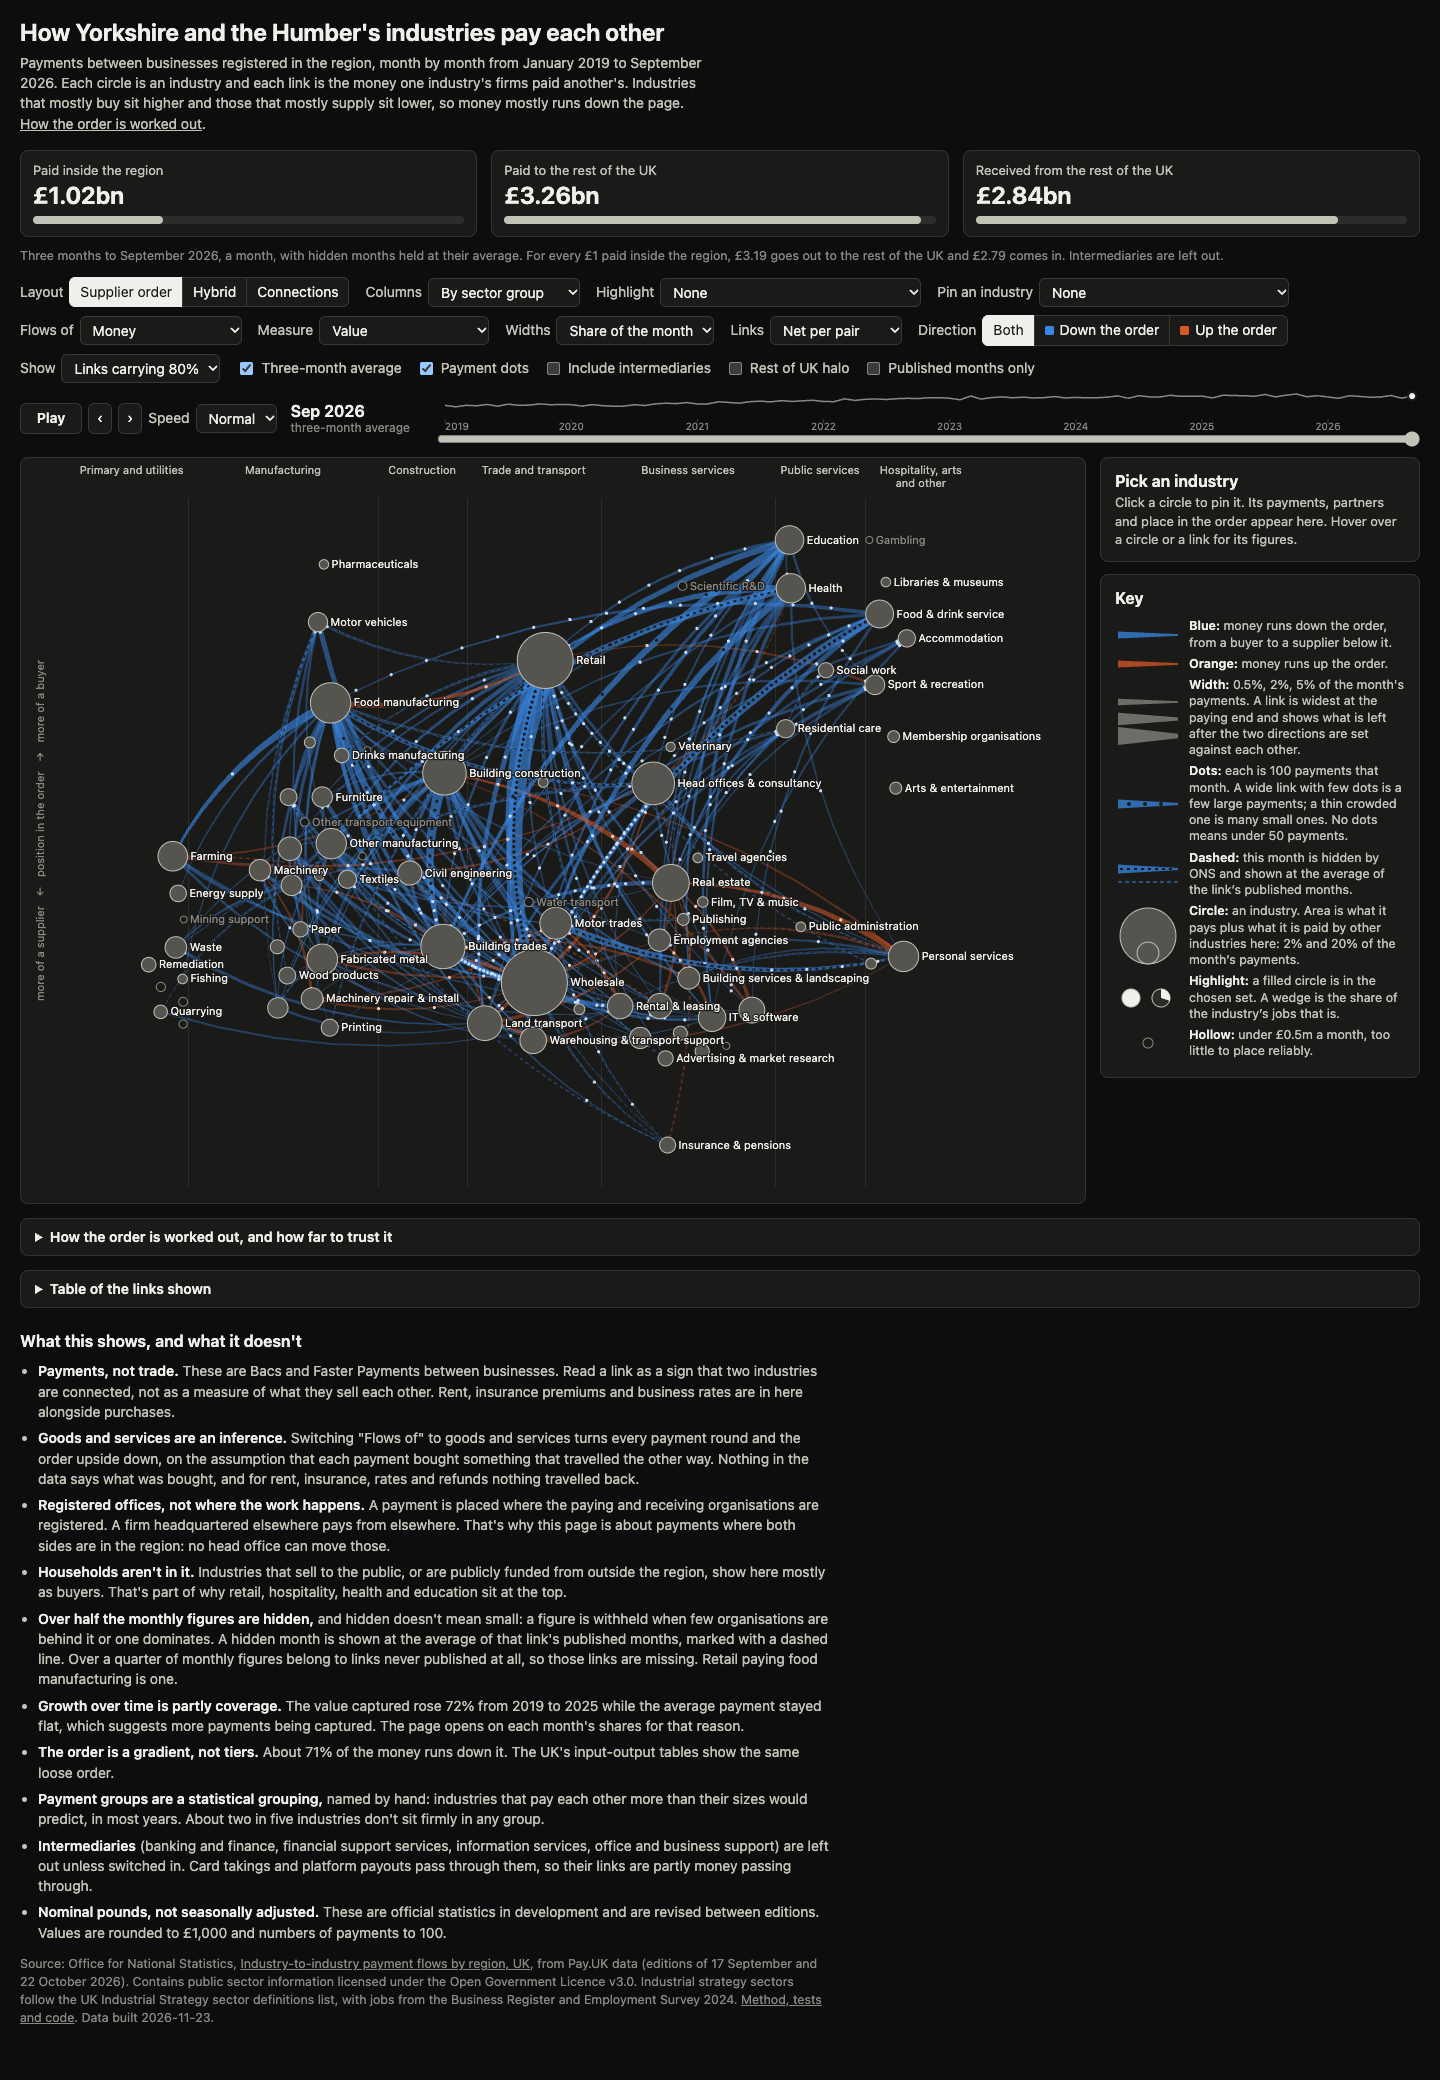 How Yorkshire and the Humber's industries pay each other
Payments between businesses registered in the region, month by month from January 2019 to September
2026. Each circle is an industry and each link is the money one industry's firms paid another's. Industries
that mostly buy sit higher and those that mostly supply sit lower, so money mostly runs down the page.
How the order is worked out.
Paid inside the region
£1.02bn
Paid to the rest of the UK
£3.26bn
Received from the rest of the UK
£2.84bn
Three months to September 2026, a month, with hidden months held at their average. For every £1 paid inside the region, £3.19 goes out to the rest of the UK and £2.79 comes in. Intermediaries are left out.
Layout Supplier order Hybrid Connections Columns By sector group Highlight None Pin an industry None
Flows of Money Measure Value Widths Share of the month Links Net per pair Direction Both Down the order Up the order
Show Links carrying 80% Three-month average Payment dots Include intermediaries Rest of UK halo Published months only
Play ‹ › Speed Normal Sep 2026
three-month average
2019 2020 2021 2022 2023 2024 2025 2026
Primary and utilities Manufacturing Construction Trade and transport Business services Public services Hospitality, arts
and other
more of a supplier ← position in the order → more of a buyer
Education
Gambling
Pharmaceuticals
Scientific R&D
Health
Libraries & museums
Food & drink service
Motor vehicles
Accommodation
Retail
Social work
Sport & recreation
Food manufacturing
Residential care
Membership organisations
Veterinary
Drinks manufacturing
Building construction
Head offices & consultancy
Arts & entertainment
Furniture
Other transport equipment
Other manufacturing
Farming
Travel agencies
Machinery
Textiles
Civil engineering
Real estate
Energy supply
Water transport
Film, TV & music
Mining support
Motor trades
Publishing
Public administration
Paper
Employment agencies
Waste
Building trades
Fabricated metal
Personal services
Remediation
Fishing
Wood products
Wholesale
Building services & landscaping
Machinery repair & install
Rental & leasing
Quarrying
IT & software
Land transport
Printing
Warehousing & transport support
Advertising & market research
Insurance & pensions
Pick an industry
Click a circle to pin it. Its payments, partners
and place in the order appear here. Hover over
a circle or a link for its figures.
Key
Blue: money runs down the order,
from a buyer to a supplier below it.
Orange: money runs up the order.
Width: 0.5%, 2%, 5% of the month's
payments. A link is widest at the
paying end and shows what is left
after the two directions are set
against each other.
Dots: each is 100 payments that
month. A wide link with few dots is a
few large payments; a thin crowded
one is many small ones. No dots
means under 50 payments.
Dashed: this month is hidden by
ONS and shown at the average of
the link's published months.
Circle: an industry. Area is what it
pays plus what it is paid by other
industries here: 2% and 20% of the
month's payments.
Highlight: a filled circle is in the
chosen set. A wedge is the share of
the industry's jobs that is.
Hollow: under £0.5m a month, too
little to place reliably.
How the order is worked out, and how far to trust it
Table of the links shown
What this shows, and what it doesn't
Payments, not trade. These are Bacs and Faster Payments between businesses. Read a link as a sign that two industries
are connected, not as a measure of what they sell each other. Rent, insurance premiums and business rates are in here
alongside purchases.
Goods and services are an inference. Switching "Flows of" to goods and services turns every payment round and the
order upside down, on the assumption that each payment bought something that travelled the other way. Nothing in the
data says what was bought, and for rent, insurance, rates and refunds nothing travelled back.
Registered offices, not where the work happens. A payment is placed where the paying and receiving organisations are
registered. A firm headquartered elsewhere pays from elsewhere. That's why this page is about payments where both
sides are in the region: no head office can move those.
Households aren't in it. Industries that sell to the public, or are publicly funded from outside the region, show here mostly
as buyers. That's part of why retail, hospitality, health and education sit at the top.
Over half the monthly figures are hidden, and hidden doesn't mean small: a figure is withheld when few organisations are
behind it or one dominates. A hidden month is shown at the average of that link's published months, marked with a dashed
line. Over a quarter of monthly figures belong to links never published at all, so those links are missing. Retail paying food
manufacturing is one.
Growth over time is partly coverage. The value captured rose 72% from 2019 to 2025 while the average payment stayed
flat, which suggests more payments being captured. The page opens on each month's shares for that reason.
The order is a gradient, not tiers. About 71% of the money runs down it. The UK's input-output tables show the same
loose order.
Payment groups are a statistical grouping, named by hand: industries that pay each other more than their sizes would
predict, in most years. About two in five industries don't sit firmly in any group.
Intermediaries (banking and finance, financial support services, information services, office and business support) are left
out unless switched in. Card takings and platform payouts pass through them, so their links are partly money passing
through.
Nominal pounds, not seasonally adjusted. These are official statistics in development and are revised between editions.
Values are rounded to £1,000 and numbers of payments to 100.
Source: Office for National Statistics, Industry-to-industry payment flows by region, UK, from Pay.UK data (editions of 17 September and
22 October 2026). Contains public sector information licensed under the Open Government Licence v3.0. Industrial strategy sectors
follow the UK Industrial Strategy sector definitions list, with jobs from the Business Register and Employment Survey 2024. Method, tests
and code. Data built 2026-11-23.